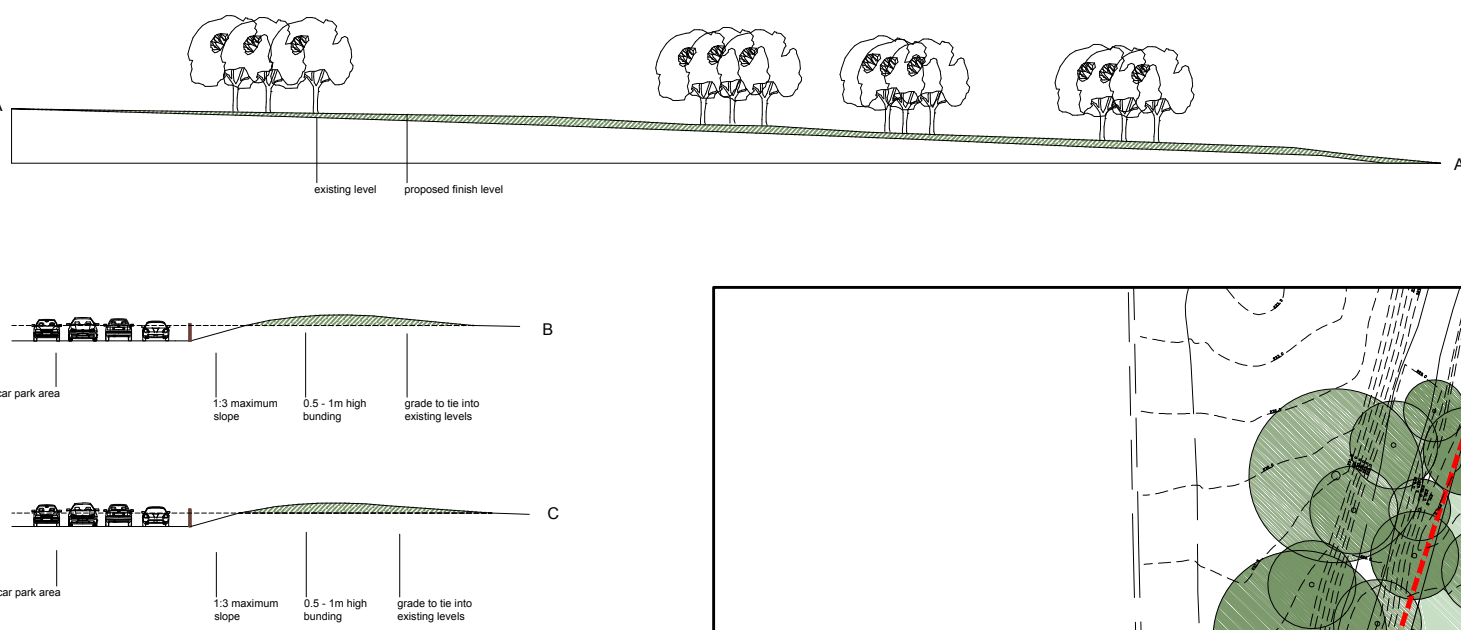 A
existing level
proposed finish level
B
car park area
1:3 maximum
slope
0.5 - 1m high
bunding
grade to tie into
existing levels
C
car park area
1:3 maximum
slope
0.5 - 1m high
bunding
grade to tie into
existing levels